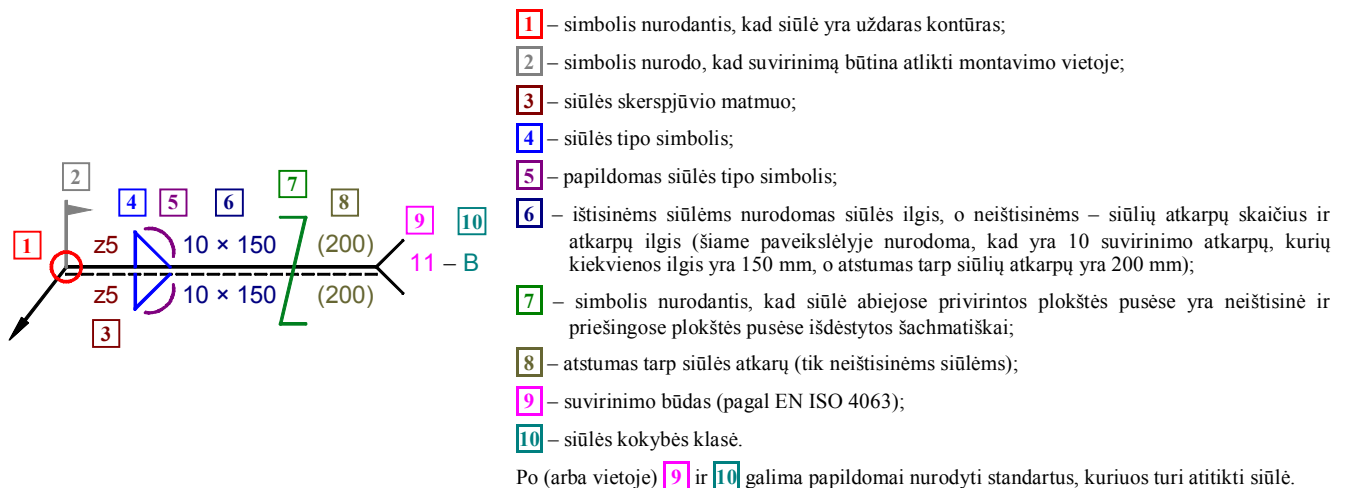 1 – simbolis nurodantis, kad siūlė yra uždaras kontūras;
2 – simbolis nurodo, kad suvirinimą būtina atlikti montavimo vietoje;
3 – siūlės skerspjūvio matmuo;
4 – siūlės tipo simbolis;
5 – papildomas siūlės tipo simbolis;
6 – ištisinėms siūlėms nurodomas siūlės ilgis, o neištisinėms – siūlių atkarpų skaičius ir
atkarpų ilgis (šiame paveikslėlyje nurodoma, kad yra 10 suvirinimo atkarpų, kurių
kiekvienos ilgis yra 150 mm, o atstumas tarp siūlių atkarpų yra 200 mm);
7 – simbolis nurodantis, kad siūlė abiejose privirintos plokštės pusėse yra neištisinė ir
priešingose plokštės pusėse išdėstytos šachmatiškai;
8 – atstumas tarp siūlės atkarų (tik neištisinėms siūlėms);
9 – suvirinimo būdas (pagal EN ISO 4063);
10 – siūlės kokybės klasė.
Po (arba vietoje) 9 ir 10 galima papildomai nurodyti standartus, kuriuos turi atitikti siūlė.
2
7
4 5 6 8
9 10
1 z5 10 × 150 (200)
11 – B
z5 10 × 150 (200)
3